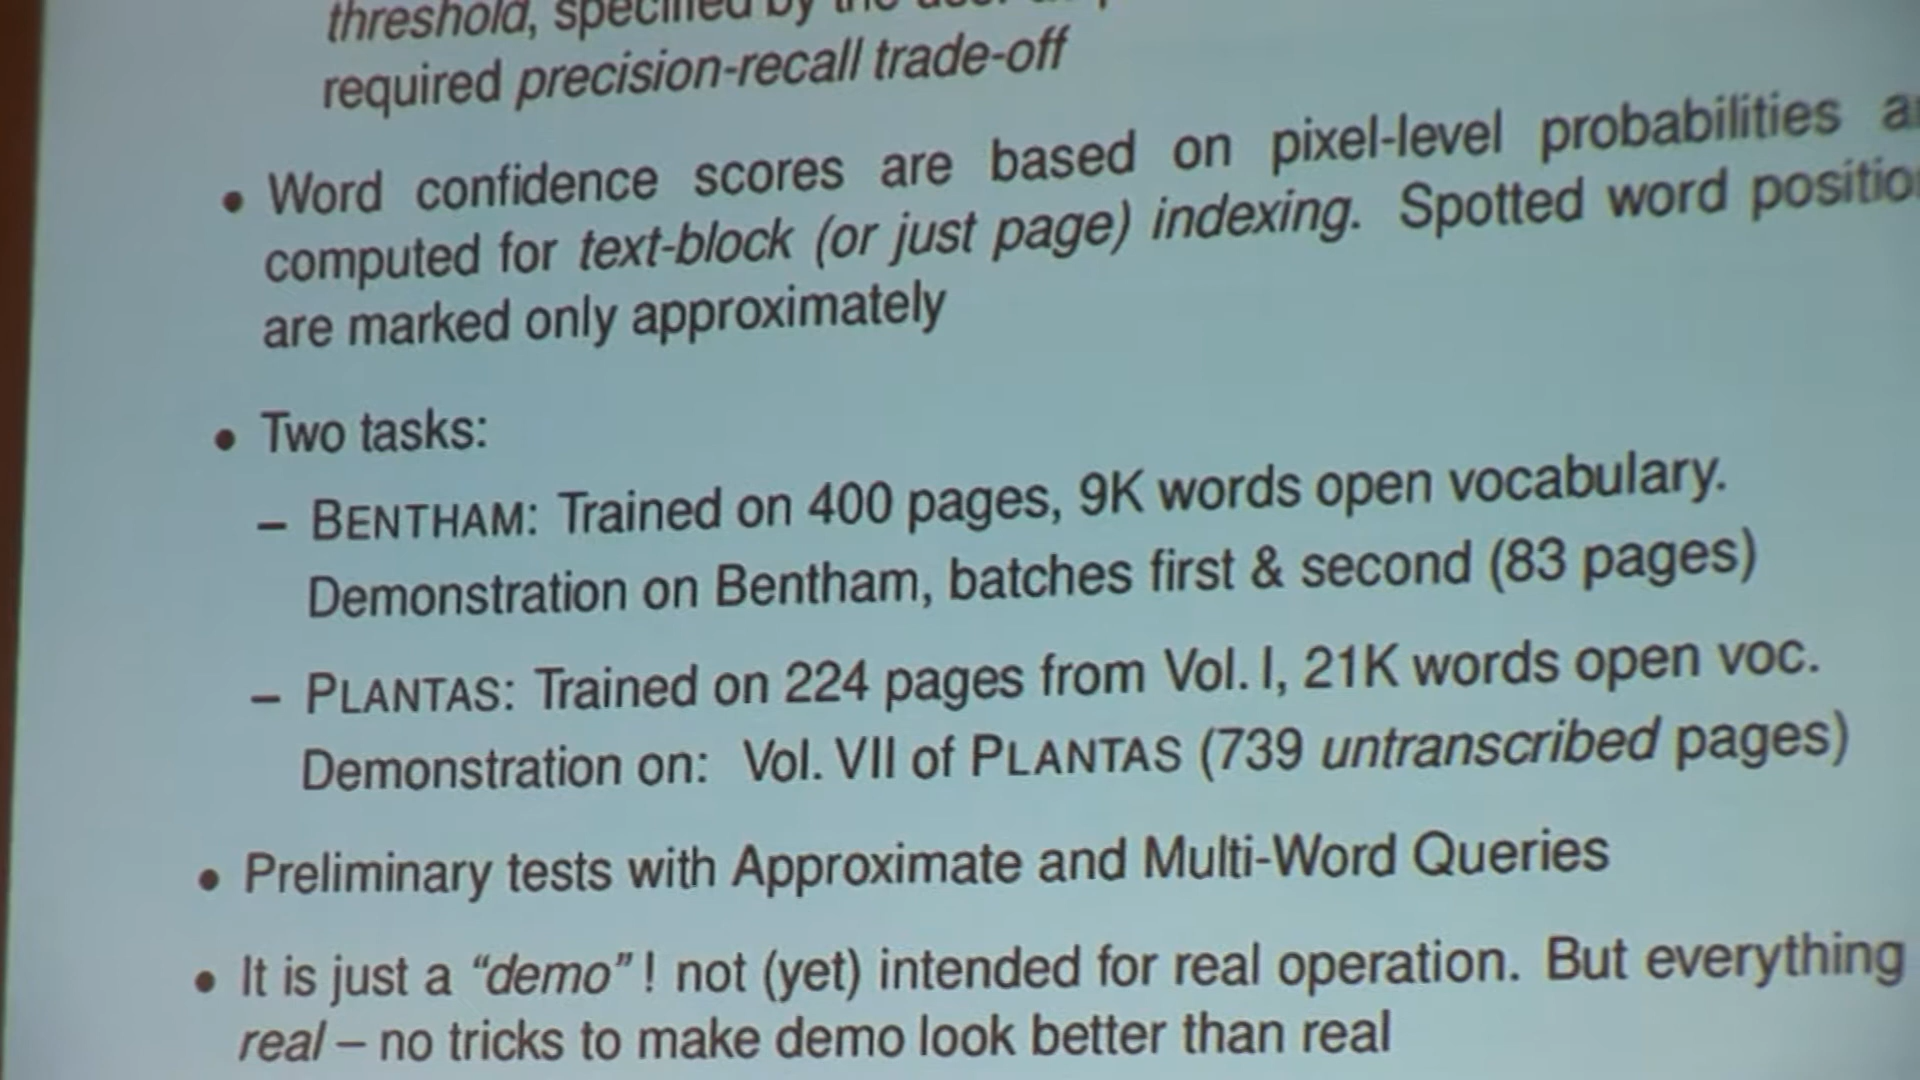 threshold, specified by the user
required precision-recall trade-off
• Word confidence scores are based on pixel-level probabilities
computed for text-block (or just page) indexing. Spotted word
are marked only approximately
• Two tasks:
– BENTHAM: Trained on 400 pages, 9K words open vocabulary.
Demonstration on Bentham, batches first & second (83 pages)
– PLANTAS: Trained on 224 pages from Vol. I, 21K words open voc.
Demonstration on: Vol. VII of PLANTAS (739 untranscribed pages)
• Preliminary tests with Approximate and Multi-Word Queries
• It is just a “demo” ! not (yet) intended for real operation. But everything
real – no tricks to make demo look better than real